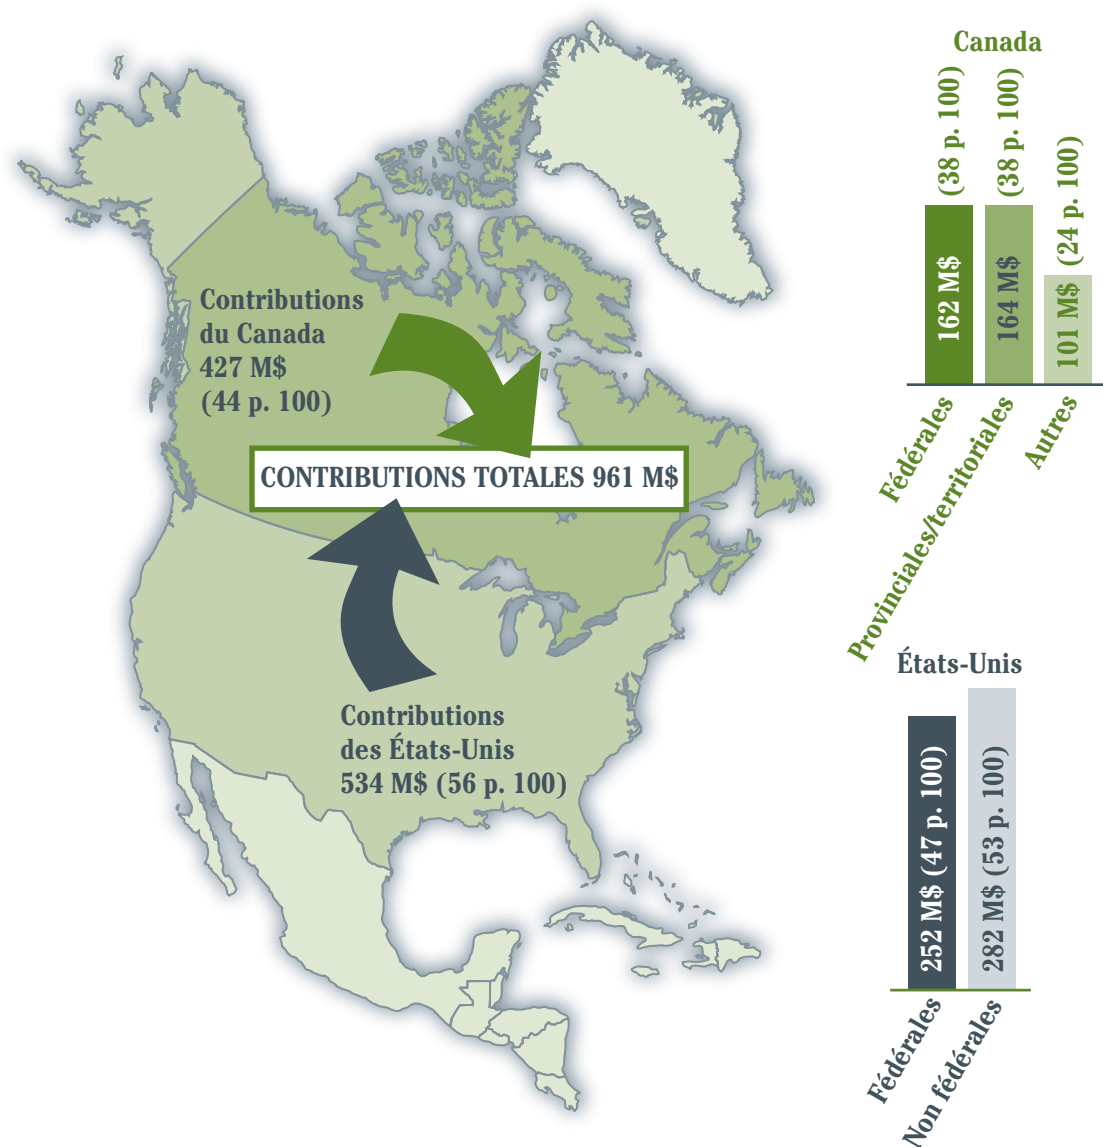 Contributions
du Canada
427 M$
(44 p. 100)
CONTRIBUTIONS TOTALES 961 M$
Contributions
des États-Unis
534 M$ (56 p. 100)
Canada
162 M$ (38 p. 100)
164 M$ (38 p. 100)
101 M$ (24 p. 100)
Fédérales
Provinciales/territoriales
Autres
États-Unis
252 M$ (47 p. 100)
282 M$ (53 p. 100)
Fédérales
Non fédérales